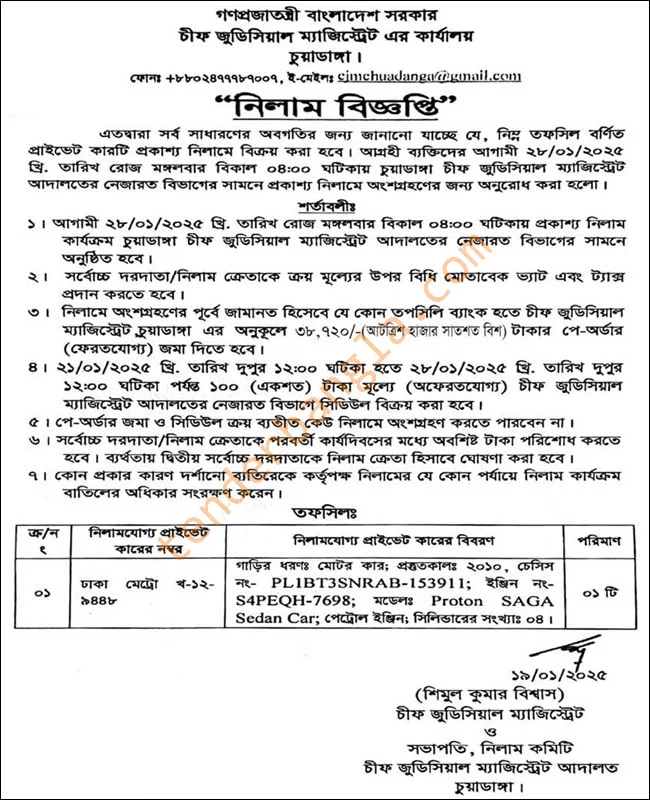 গণপ্রজাতন্ত্রী বাংলাদেশ সরকার
চীফ জুডিসিয়াল ম্যাজিস্ট্রেট এর কার্যালয়
চুয়াডাঙ্গা ।
ফোনঃ +৮৮০২৪৭৭৭৮৭০০৭, ই-মেইলঃ cjmchuadanga@gmail.com
“নিলাম বিজ্ঞপ্তি”
এতদ্বারা সর্ব সাধারণের অবগতির জন্য জানানো যাচ্ছে যে, নিম্ন তফসিল বর্ণিত
প্রাইভেট কারটি প্রকাশ্য নিলামে বিক্রয় করা হবে। আগ্রহী ব্যক্তিদের আগামী ২৮/০১/২০২৫
খ্রি. তারিখ রোজ মঙ্গলবার বিকাল ০৪:০০ ঘটিকায় চুয়াডাঙ্গা চীফ জুডিসিয়াল ম্যাজিস্ট্রেট
আদালতের নেজারত বিভাগের সামনে প্রকাশ্য নিলামে অংশগ্রহণের জন্য অনুরোধ করা হলো।
শর্তাবলীঃ
১। আগামী ২৮/০১/২০২৫ খ্রি. তারিখ রোজ মঙ্গলবার বিকাল ০৪:০০ ঘটিকায় প্রকাশ্য নিলাম
কার্যক্রম চুয়াডাঙ্গা চীফ জুডিসিয়াল ম্যাজিস্ট্রেট আদালতের নেজারত বিভাগের সামনে
অনুষ্ঠিত হবে।
২। সর্বোচ্চ দরদাতা/নিলাম ক্রেতাকে ক্রয় মূল্যের উপর বিধি মোতাবেক ভ্যাট এবং ট্যাক্স
প্রদান করতে হবে।
৩। নিলামে অংশগ্রহণের পূর্বে জামানত হিসেবে যে কোন তপসিলি ব্যাংক হতে চীফ জুডিসিয়াল
ম্যাজিস্ট্রেট চুয়াডাঙ্গা এর অনুকূলে ৩৮,৭২০/-(আটত্রিশ হাজার সাতশত বিশ) টাকার পে-অর্ডার
(ফেরতযোগ্য) জমা দিতে হবে।
৪। ২১/০১/২০২৫ খ্রি. তারিখ দুপুর ১২:০০ ঘটিকা হতে ২৮/০১/২০২৫ খ্রি. তারিখ দুপুর
১২:০০ ঘটিকা পর্যন্ত ১০০ (একশত) টাকা মূল্যে (অফেরতযোগ্য) চীফ জুডিসিয়াল
ম্যাজিস্ট্রেট আদালতের নেজারত বিভাগে সিডিউল বিক্রয় করা হবে।
৫। পে-অর্ডার জমা ও সিডিউল ক্রয় ব্যতীত কেউ নিলামে অংশগ্রহণ করতে পারবেন না।
৬। সর্বোচ্চ দরদাতা/নিলাম ক্রেতাকে পরবর্তী কার্যদিবসের মধ্যে অবশিষ্ট টাকা পরিশোধ করতে
হবে। ব্যর্থতায় দ্বিতীয় সর্বোচ্চ দরদাতাকে নিলাম ক্রেতা হিসাবে ঘোষণা করা হবে।
৭। কোন প্রকার কারণ দর্শানো ব্যতিরেকে কর্তৃপক্ষ নিলামের যে কোন পর্যায়ে নিলাম কার্যক্রম
বাতিলের অধিকার সংরক্ষণ করেন।
তফসিলঃ
ক্র/নং নিলামযোগ্য প্রাইভেট কারের নম্বর নিলামযোগ্য প্রাইভেট কারের বিবরণ পরিমাণ
০১ ঢাকা মেট্রো খ-১২-৯৪৪৮ গাড়ির ধরণঃ মোটর কার; প্রস্তুতকালঃ ২০১০, চেসিস ০১ টি
নং- PL1BT3SNRAB-153911; ইঞ্জিন নং-
S4PEQH-7698; মডেলঃ Proton SAGA
Sedan Car; পেট্রোল ইঞ্জিন; সিলিন্ডারের সংখ্যাঃ ০৪।
১৯/০১/২০২৫
(শিমুল কুমার বিশ্বাস)
চীফ জুডিসিয়াল ম্যাজিস্ট্রেট
ও
সভাপতি, নিলাম কমিটি
চীফ জুডিসিয়াল ম্যাজিস্ট্রেট আদালত
চুয়াডাঙ্গা।
tenderbangla.com